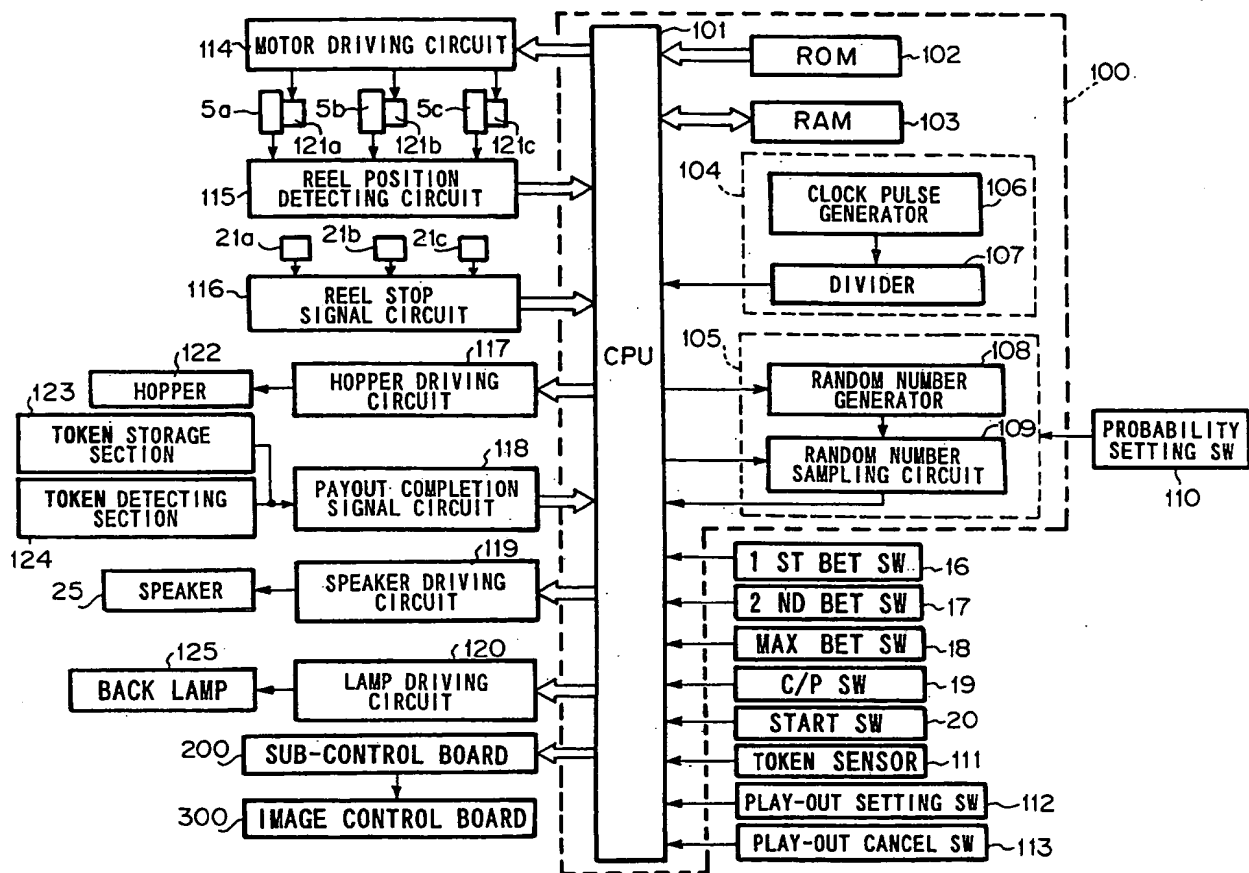 114
MOTOR DRIVING CIRCUIT
5a
5b
5c
121a
121b
121c
115
REEL POSITION
DETECTING CIRCUIT
21a
21b
21c
116
REEL STOP
SIGNAL CIRCUIT
122
HOPPER
117
HOPPER DRIVING
CIRCUIT
123
TOKEN STORAGE
SECTION
TOKEN DETECTING
SECTION
124
118
PAYOUT COMPLETION
SIGNAL CIRCUIT
25
SPEAKER
119
SPEAKER DRIVING
CIRCUIT
125
BACK LAMP
120
LAMP DRIVING
CIRCUIT
200
SUB-CONTROL BOARD
300
IMAGE CONTROL BOARD
101
CPU
ROM
102
100
RAM
103
104
CLOCK PULSE
GENERATOR
106
107
DIVIDER
105
108
RANDOM NUMBER
GENERATOR
109
RANDOM NUMBER
SAMPLING CIRCUIT
PROBABILITY
SETTING SW
110
1 ST BET SW
16
2 ND BET SW
17
MAX BET SW
18
C/P SW
19
START SW
20
TOKEN SENSOR
111
PLAY-OUT SETTING SW
112
PLAY-OUT CANCEL SW
113